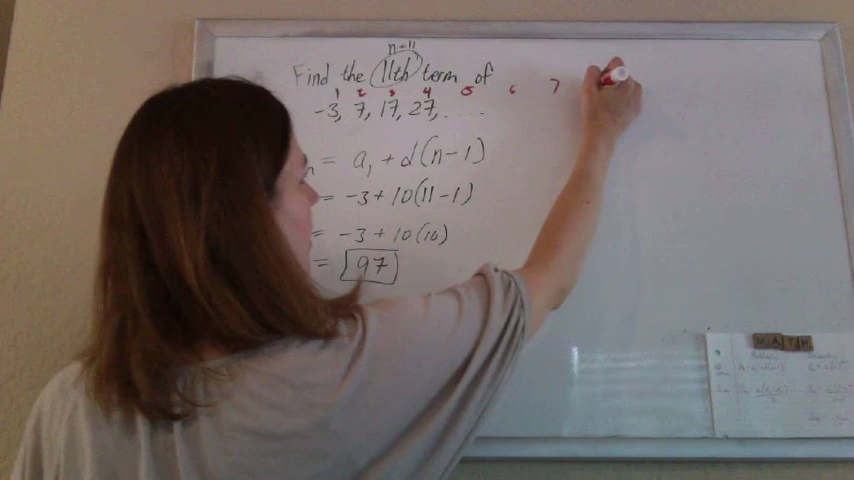 n=11
Find the 11th term of
1 2 3 4 5 6 7
-3, 7, 17, 27, . . . .
n = a₁ + d(n-1)
= -3 + 10(11-1)
= -3 + 10(10)
= 97
MATH